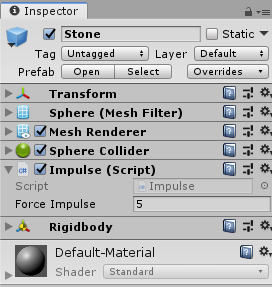 Inspector
Stone Static
Tag Untagged Layer Default
Prefab Open Select Overrides
Transform
Sphere (Mesh Filter)
Mesh Renderer
Sphere Collider
Impulse (Script)
Script Impulse
Force Impulse 5
Rigidbody
Default-Material
Shader Standard